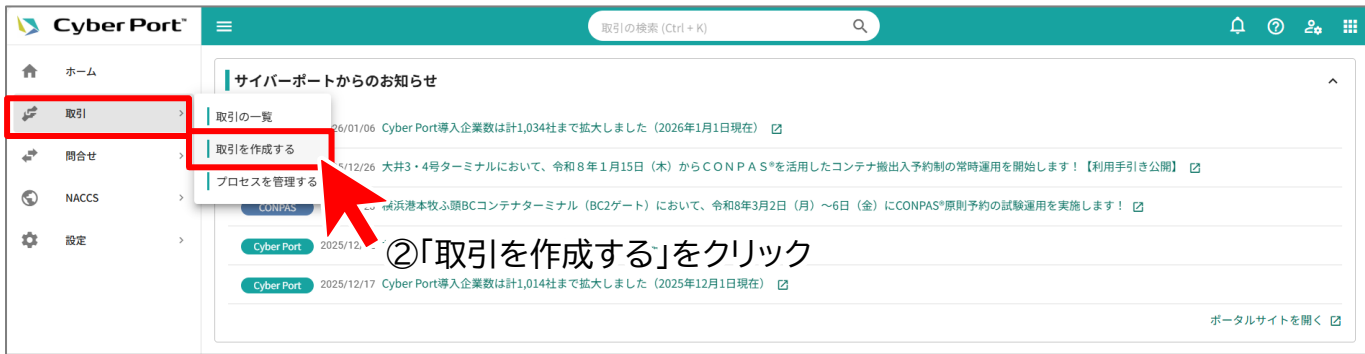 Cyber Port™
取引の検索 (Ctrl + K)
ホーム
取引
問合せ
NACCS
設定
取引の一覧
取引を作成する
プロセスを管理する
サイバーポートからのお知らせ
26/01/06 Cyber Port導入企業数は計1,034社まで拡大しました（2026年1月1日現在）
5/12/26 大井3・4号ターミナルにおいて、令和８年１月15日（木）からＣＯＮＰＡＳ®を活用したコンテナ搬出入予約制の常時運用を開始します！【利用手引き公開】
CONPAS 横浜港本牧ふ頭BCコンテナターミナル（BC2ゲート）において、令和8年3月2日（月）～6日（金）にCONPAS®原則予約の試験運用を実施します！
Cyber Port 2025/12/
②「取引を作成する」をクリック
Cyber Port 2025/12/17 Cyber Port導入企業数は計1,014社まで拡大しました（2025年12月1日現在）
ポータルサイトを開く